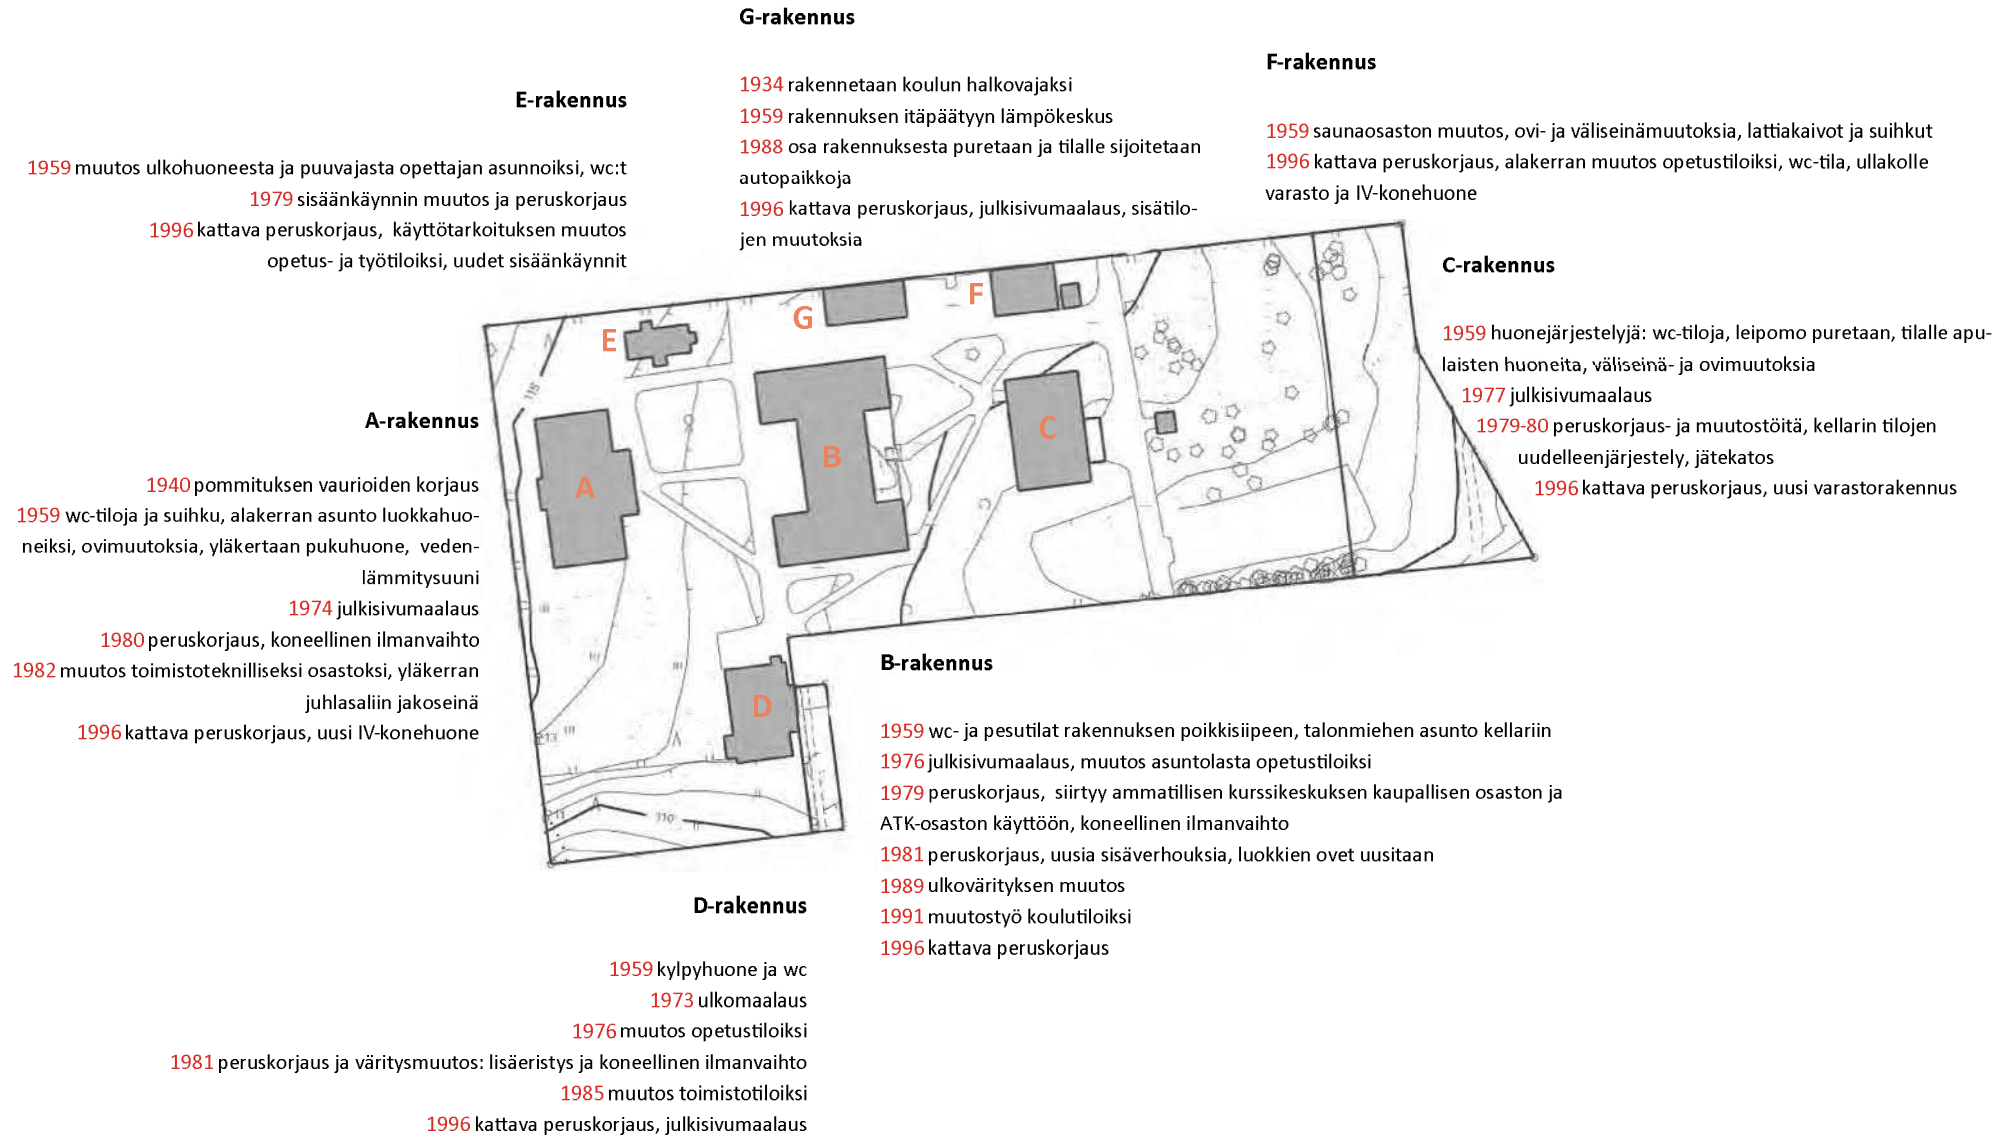 G-rakennus
1934 rakennetaan koulun halkovajaksi
1959 rakennuksen itäpäätyyn lämpökeskus
1988 osa rakennuksesta puretaan ja tilalle sijoitetaan
autopaikkoja
1996 kattava peruskorjaus, julkisivumaalaus, sisätilo-
jen muutoksia
F-rakennus
1959 saunaosaston muutos, ovi- ja väliseinämuutoksia, lattiakaivot ja suihkut
1996 kattava peruskorjaus, alakerran muutos opetustiloiksi, wc-tila, ullakolle
varasto ja IV-konehuone
E-rakennus
1959 muutos ulkohuoneesta ja puuvajasta opettajan asunnoiksi, wc:t
1979 sisäänkäynnin muutos ja peruskorjaus
1996 kattava peruskorjaus, käyttötarkoituksen muutos
opetus- ja työtiloiksi, uudet sisäänkäynnit
C-rakennus
1959 huonejärjestelyjä: wc-tiloja, leipomo puretaan, tilalle apu-
laisten huoneita, väliseinä- ja ovimuutoksia
1977 julkisivumaalaus
1979-80 peruskorjaus- ja muutostöitä, kellarin tilojen
uudelleenjärjestely, jätekatos
1996 kattava peruskorjaus, uusi varastorakennus
A-rakennus
1940 pommituksen vaurioiden korjaus
1959 wc-tiloja ja suihku, alakerran asunto luokkahuo-
neiksi, ovimuutoksia, yläkertaan pukuhuone, veden-
lämmitysuuni
1974 julkisivumaalaus
1980 peruskorjaus, koneellinen ilmanvaihto
1982 muutos toimistoteknilliseksi osastoksi, yläkerran
juhlasaliin jakoseinä
1996 kattava peruskorjaus, uusi IV-konehuone
E
G
F
A
B
C
D
115
110
B-rakennus
1959 wc- ja pesutilat rakennuksen poikkisiipeen, talonmiehen asunto kellariin
1976 julkisivumaalaus, muutos asuntolasta opetustiloiksi
1979 peruskorjaus, siirtyy ammatillisen kurssikeskuksen kaupallisen osaston ja
ATK-osaston käyttöön, koneellinen ilmanvaihto
1981 peruskorjaus, uusia sisäverhouksia, luokkien ovet uusitaan
1989 ulkovärityksen muutos
1991 muutostyö koulutiloiksi
1996 kattava peruskorjaus
D-rakennus
1959 kylpyhuone ja wc
1973 ulkomaalaus
1976 muutos opetustiloiksi
1981 peruskorjaus ja väritysmuutos: lisäeristys ja koneellinen ilmanvaihto
1985 muutos toimistotiloiksi
1996 kattava peruskorjaus, julkisivumaalaus